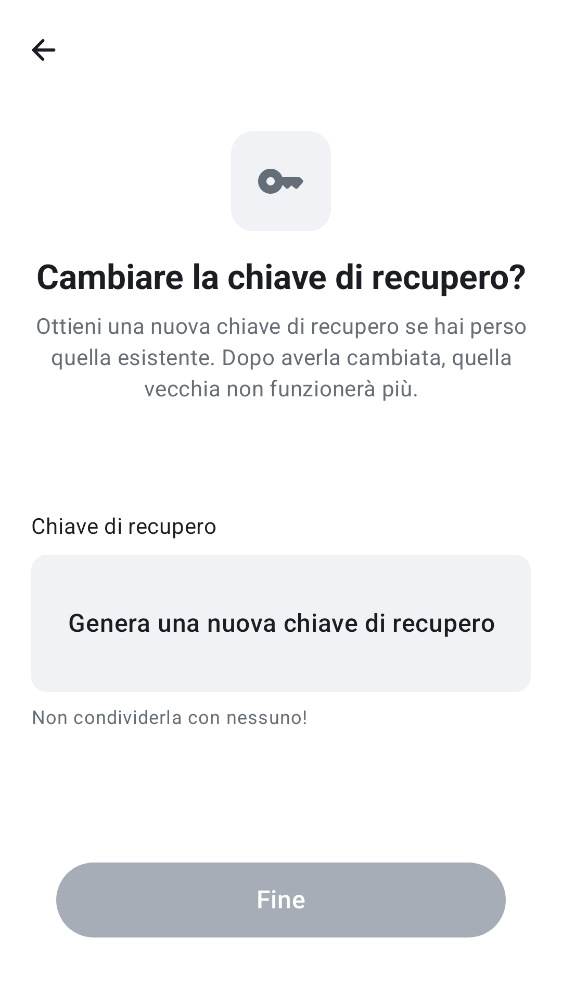 Cambiare la chiave di recupero?
Ottieni una nuova chiave di recupero se hai perso
quella esistente. Dopo averla cambiata, quella
vecchia non funzionerà più.
Chiave di recupero
Genera una nuova chiave di recupero
Non condividerla con nessuno!
Fine